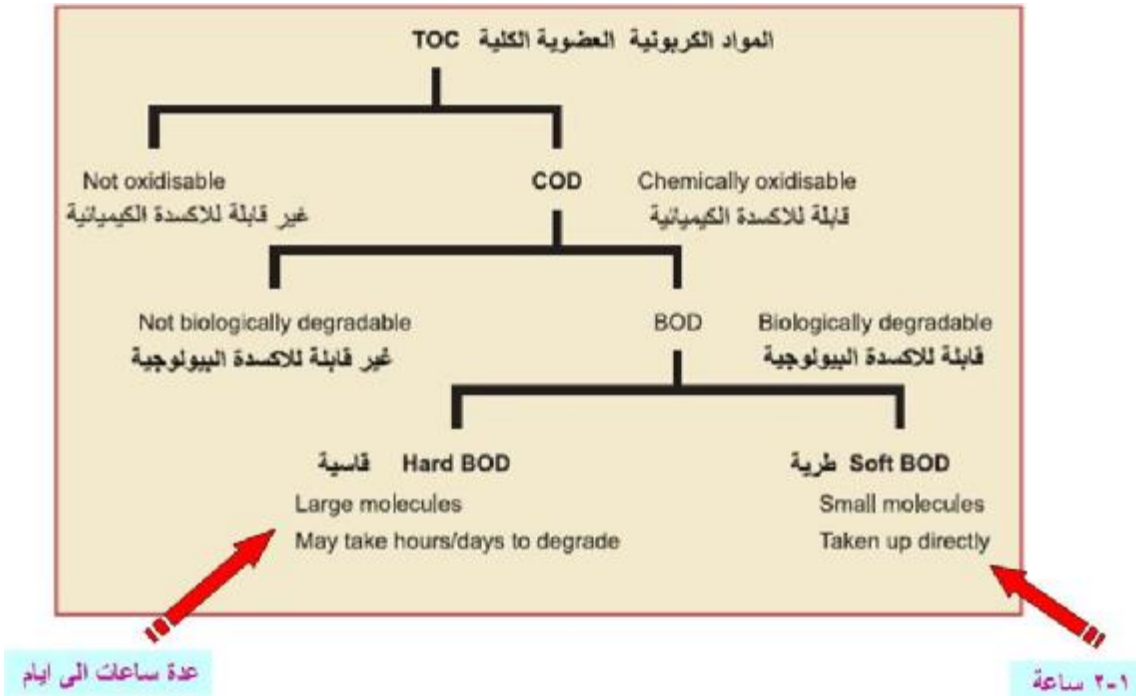 المواد الكربونية العضوية الكلية TOC
Not oxidisable
غير قابلة للاكسدة الكيميائية
COD
Chemically oxidisable
قابلة للاكسدة الكيميائية
Not biologically degradable
غير قابلة للاكسدة البيولوجية
BOD
Biologically degradable
قابلة للاكسدة البيولوجية
قاسية Hard BOD
Large molecules
May take hours/days to degrade
طرية Soft BOD
Small molecules
Taken up directly
عدة ساعات الى ايام
١-٢ ساعة